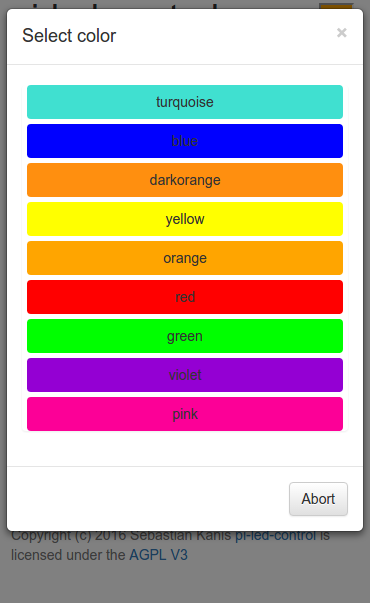 Select color
×
turquoise
blue
darkorange
yellow
orange
red
green
violet
pink
Abort
Copyright (c) 2016 Sebastian Kanis pi-led-control is
licensed under the AGPL V3